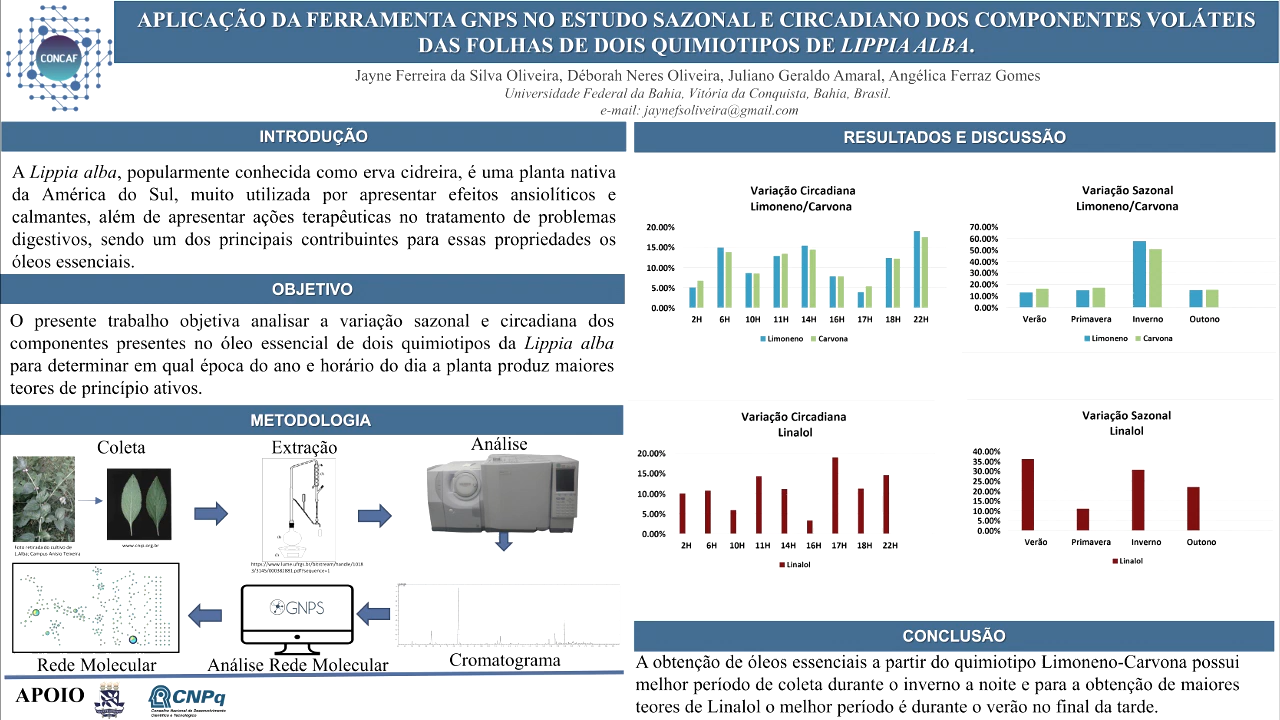 APLICAÇÃO DA FERRAMENTA GNPS NO ESTUDO SAZONAL E CIRCADIANO DOS COMPONENTES VOLÁTEIS
DAS FOLHAS DE DOIS QUIMIOTIPOS DE LIPPIA ALBA.
CONCAF
Jayne Ferreira da Silva Oliveira, Déborah Neres Oliveira, Juliano Geraldo Amaral, Angélica Ferraz Gomes
Universidade Federal da Bahia, Vitória da Conquista, Bahia, Brasil.
e-mail: jaynefsoliveira@gmail.com
INTRODUÇÃO
A Lippia alba, popularmente conhecida como erva cidreira, é uma planta nativa
da América do Sul, muito utilizada por apresentar efeitos ansiolíticos e
calmantes, além de apresentar ações terapêuticas no tratamento de problemas
digestivos, sendo um dos principais contribuintes para essas propriedades os
óleos essenciais.
OBJETIVO
O presente trabalho objetiva analisar a variação sazonal e circadiana dos
componentes presentes no óleo essencial de dois quimiotipos da Lippia alba
para determinar em qual época do ano e horário do dia a planta produz maiores
teores de princípio ativos.
METODOLOGIA
Coleta
Extração
Análise
www.cnp.org.br
GNPS
Rede Molecular
Análise Rede Molecular
Cromatograma
APOIO
CNPq
Conselho Nacional de Desenvolvimento
Científico e Tecnológico
RESULTADOS E DISCUSSÃO
Variação Circadiana
Limoneno/Carvona
20.00%
15.00%
10.00%
5.00%
0.00%
2H 6H 10H 11H 14H 16H 17H 18H 22H
Limoneno Carvona
Variação Sazonal
Limoneno/Carvona
70.00%
60.00%
50.00%
40.00%
30.00%
20.00%
10.00%
0.00%
Verão Primavera Inverno Outono
Limoneno Carvona
Variação Circadiana
Linalol
20.00%
15.00%
10.00%
5.00%
0.00%
2H 6H 10H 11H 14H 16H 17H 18H 22H
Linalol
Variação Sazonal
Linalol
40.00%
35.00%
30.00%
25.00%
20.00%
15.00%
10.00%
5.00%
0.00%
Verão Primavera Inverno Outono
Linalol
CONCLUSÃO
A obtenção de óleos essenciais a partir do quimiotipo Limoneno-Carvona possui
melhor período de coleta durante o inverno a noite e para a obtenção de maiores
teores de Linalol o melhor período é durante o verão no final da tarde.